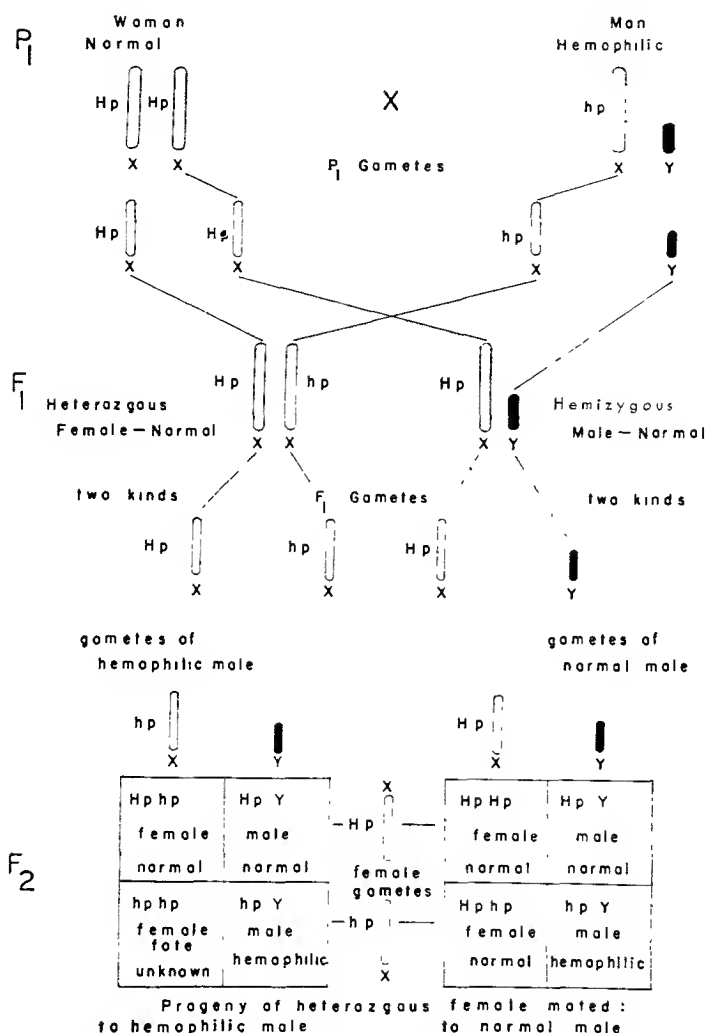 P1
Woman Man
Normal Hemophilic
Hp Hp X hp
X X X Y
P1 Gametes
Hp Hp hp
X X X Y
F1
Hp hp Hp
Heterazgous Hemizygous
Female—Normal Male—Normal
X X X Y
two kinds F1 Gametes two kinds
Hp hp Hp
X X X Y
gametes of gametes of
hemophilic male normal male
hp Hp
X Y X Y
F2
Hp hp Hp Y X Hp Hp Hp Y
female male Hp female male
normal normal normal normal
female
gametes
hp hp hp Y Hp hp hp Y
female male hp female male
fate hemophilic normal hemophilic
unknown X
Progeny of heterazgous female mated:
to hemophilic male to normal male